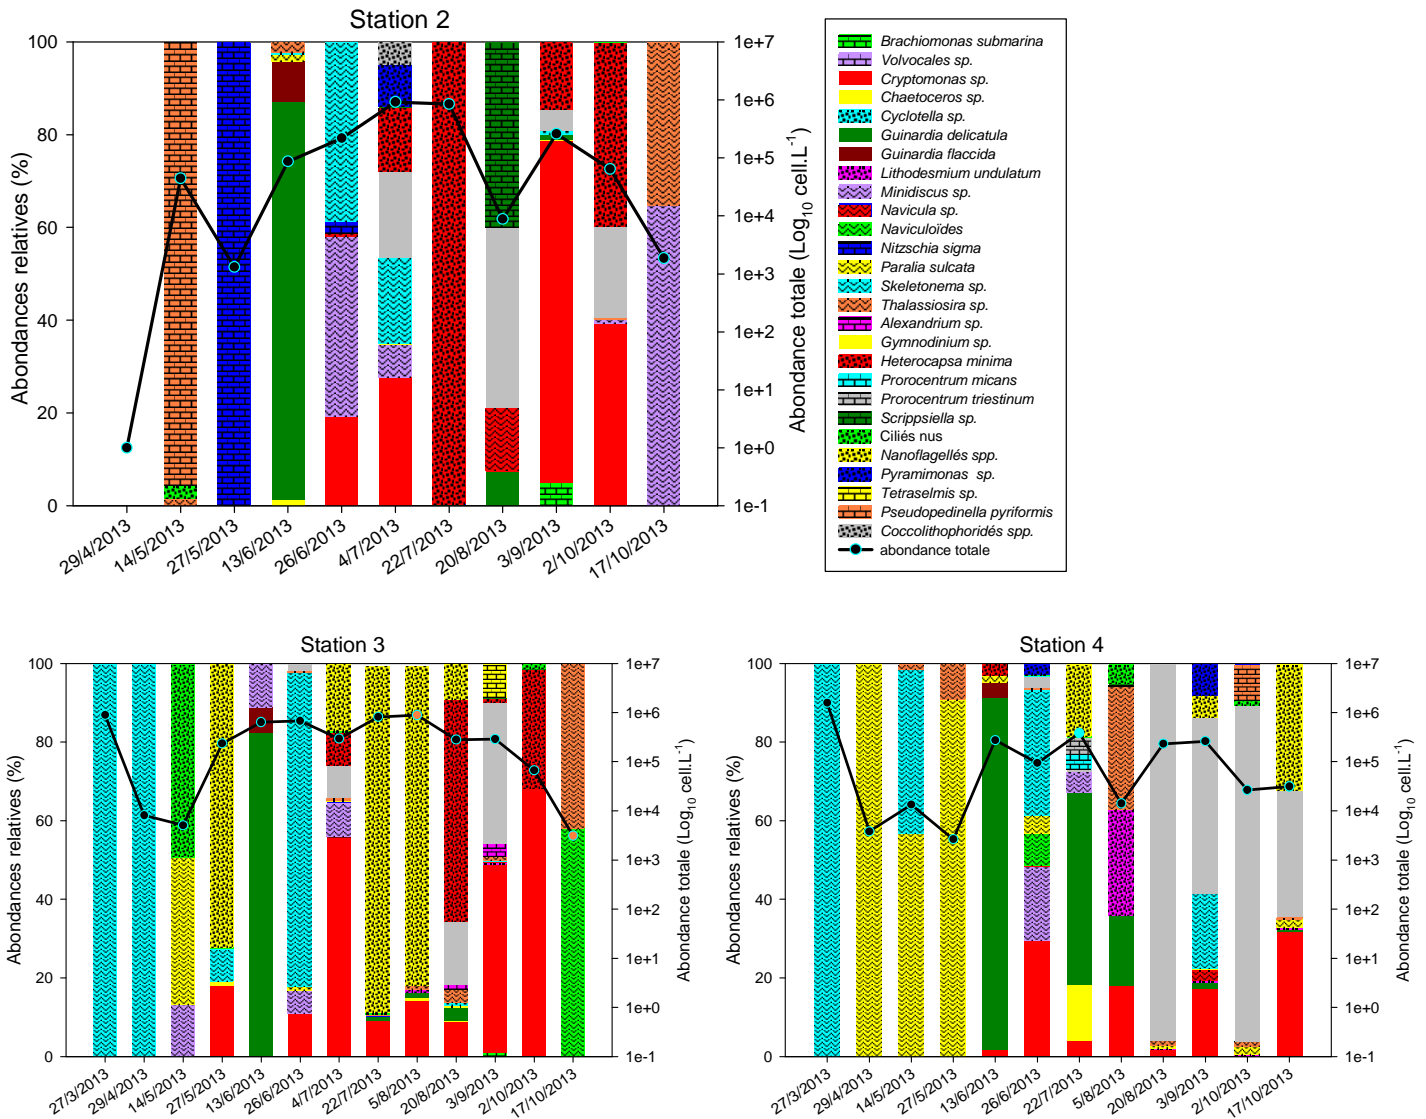 Station 2
100
80
60
40
20
0
Abondances relatives (%)
1e+7
1e+6
1e+5
1e+4
1e+3
1e+2
1e+1
1e+0
1e-1
Abondance totale (Log10 cell.L-1)
29/4/2013
14/5/2013
27/5/2013
13/6/2013
26/6/2013
4/7/2013
22/7/2013
20/8/2013
3/9/2013
2/10/2013
17/10/2013
Brachiomonas submarina
Volvocales sp.
Cryptomonas sp.
Chaetoceros sp.
Cyclotella sp.
Guinardia delicatula
Guinardia flaccida
Lithodesmium undulatum
Minidiscus sp.
Navicula sp.
Naviculoïdes
Nitzschia sigma
Paralia sulcata
Skeletonema sp.
Thalassiosira sp.
Alexandrium sp.
Gymnodinium sp.
Heterocapsa minima
Prorocentrum micans
Prorocentrum triestinum
Scrippsiella sp.
Ciliés nus
Nanoflagellés spp.
Pyramimonas sp.
Tetraselmis sp.
Pseudopedinella pyriformis
Coccolithophoridés spp.
abondance totale
Station 3
100
80
60
40
20
0
Abondances relatives (%)
1e+7
1e+6
1e+5
1e+4
1e+3
1e+2
1e+1
1e+0
1e-1
Abondance totale (Log10 cell.L-1)
27/3/2013
29/4/2013
14/5/2013
27/5/2013
13/6/2013
26/6/2013
4/7/2013
22/7/2013
5/8/2013
20/8/2013
3/9/2013
2/10/2013
17/10/2013
Station 4
100
80
60
40
20
0
Abondances relatives (%)
1e+7
1e+6
1e+5
1e+4
1e+3
1e+2
1e+1
1e+0
1e-1
Abondance totale (Log10 cell.L-1)
27/3/2013
29/4/2013
14/5/2013
27/5/2013
13/6/2013
26/6/2013
22/7/2013
5/8/2013
20/8/2013
3/9/2013
2/10/2013
17/10/2013